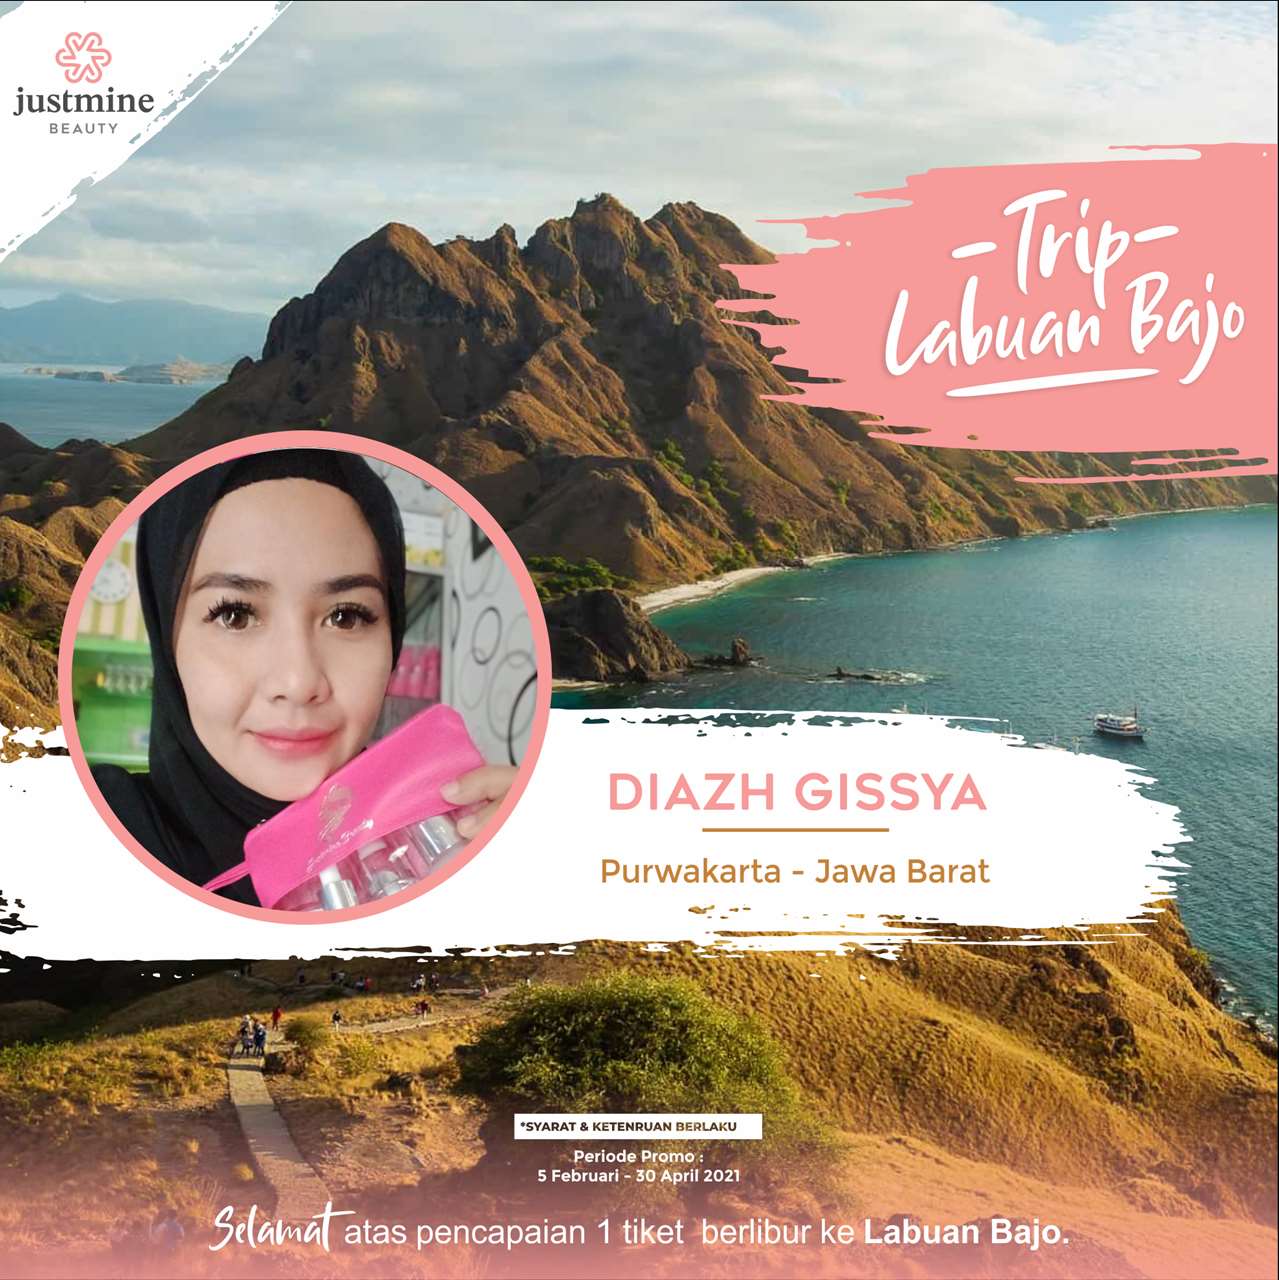 justmine
BEAUTY
-Trip-
Labuan Bajo
DIAZH GISSYA
Purwakarta - Jawa Barat
*SYARAT & KETENRUAN BERLAKU
Periode Promo :
5 Februari - 30 April 2021
Selamat atas pencapaian 1 tiket berlibur ke Labuan Bajo.